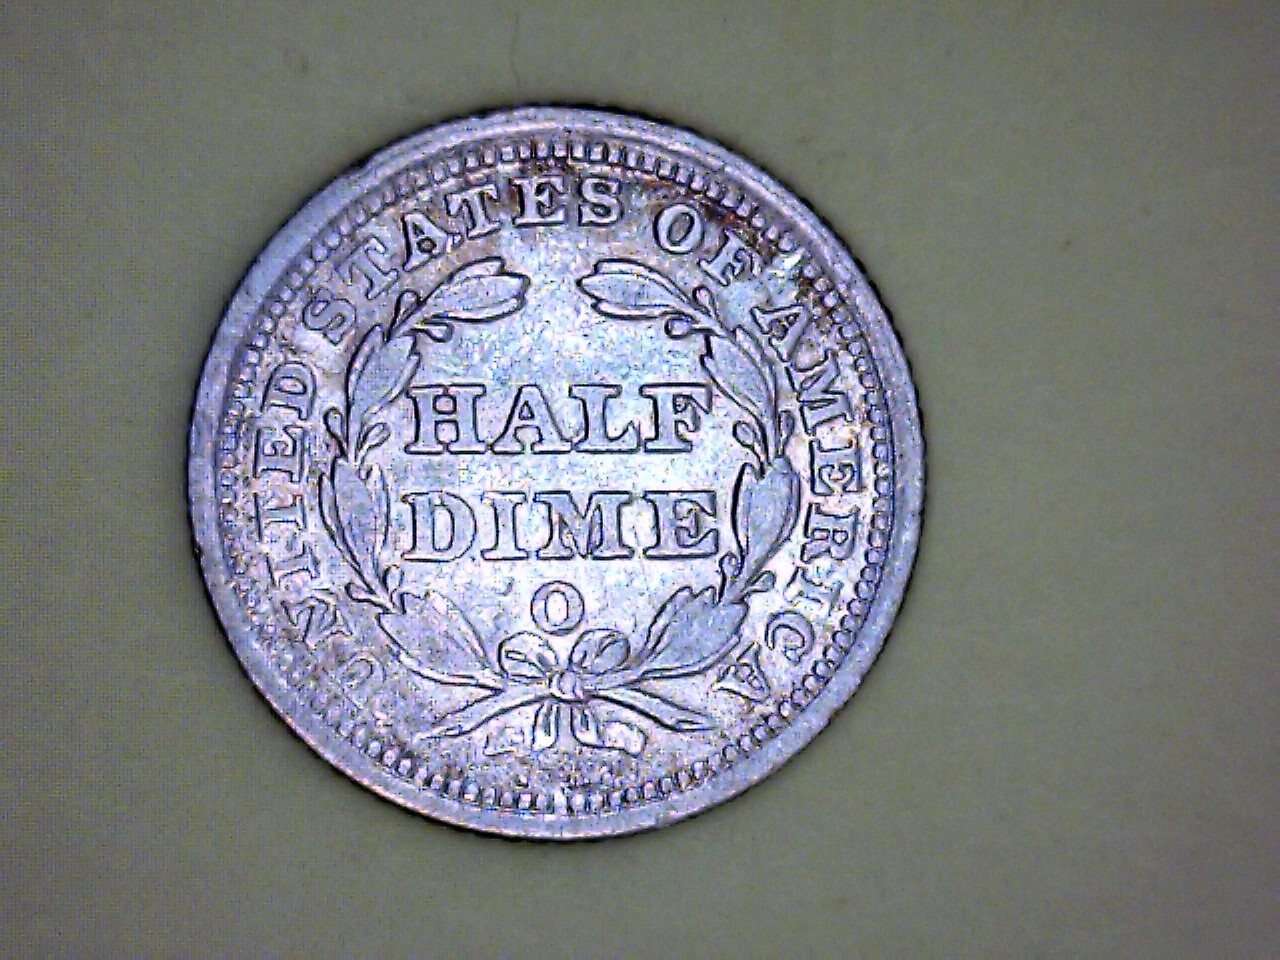 UNITED STATES OF AMERICA
HALF
DIME
O